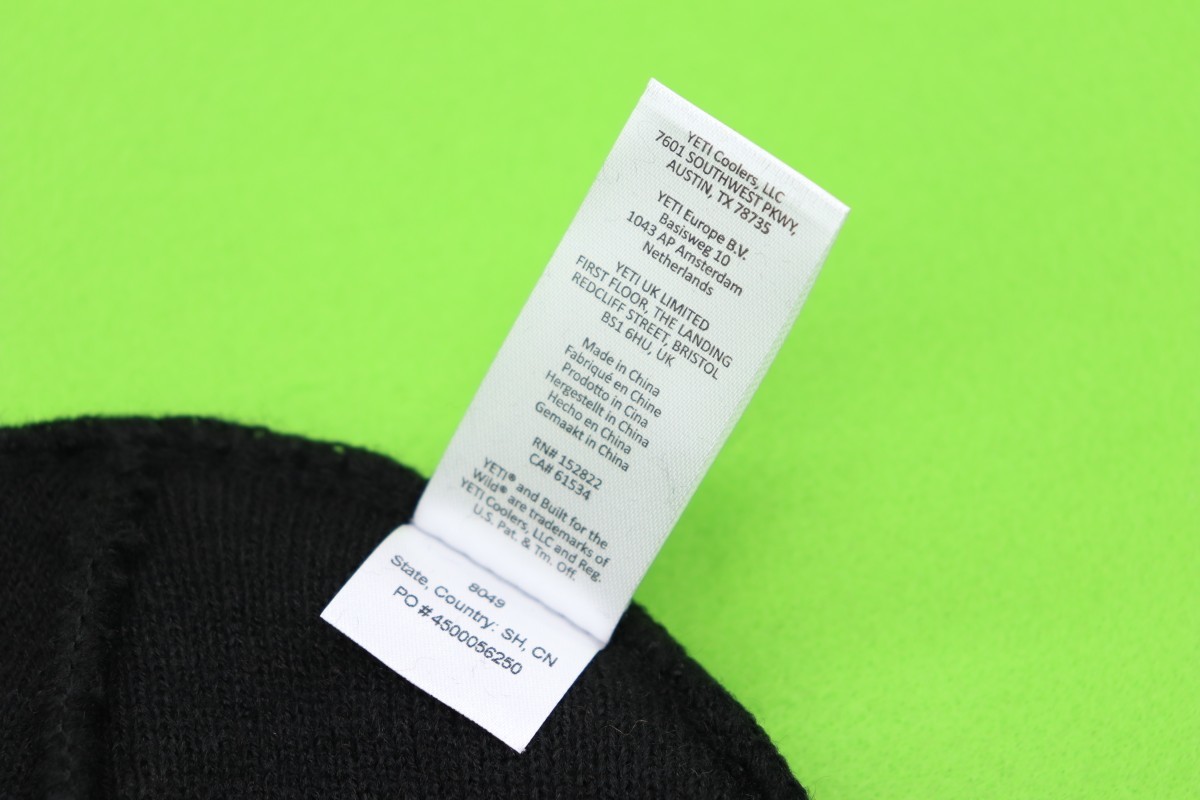 YETI Coolers, LLC
7601 SOUTHWEST PKWY,
AUSTIN, TX 78735
YETI Europe B.V.
Basisweg 10
1043 AP Amsterdam
Netherlands
YETI UK LIMITED
FIRST FLOOR, THE LANDING
REDCLIFF STREET, BRISTOL
BS1 6HU, UK
Made in China
Fabriqué en Chine
Prodotto in Cina
Hergestellt in China
Hecho en China
Gemaakt in China
RN# 152822
CA# 61534
YETI® and Built for the
Wild® are trademarks of
YETI Coolers, LLC and Reg.
U.S. Pat. & Tm. Off.
8049
State, Country: SH, CN
PO #4500056250